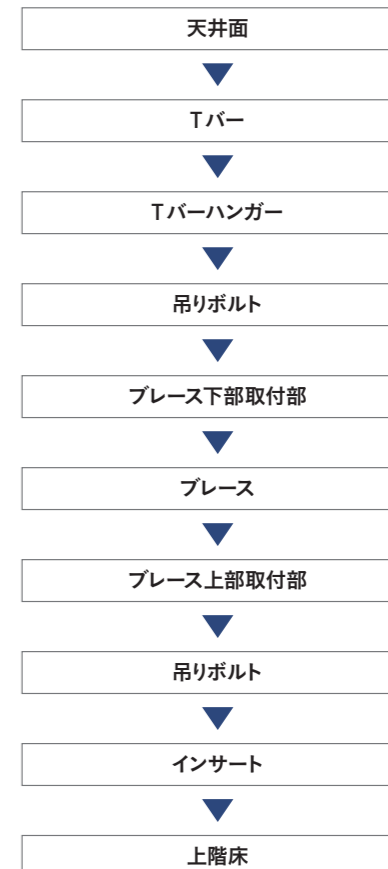 天井面
Tバー
Tバーハンガー
吊りボルト
ブレース下部取付部
ブレース
ブレース上部取付部
吊りボルト
インサート
上階床